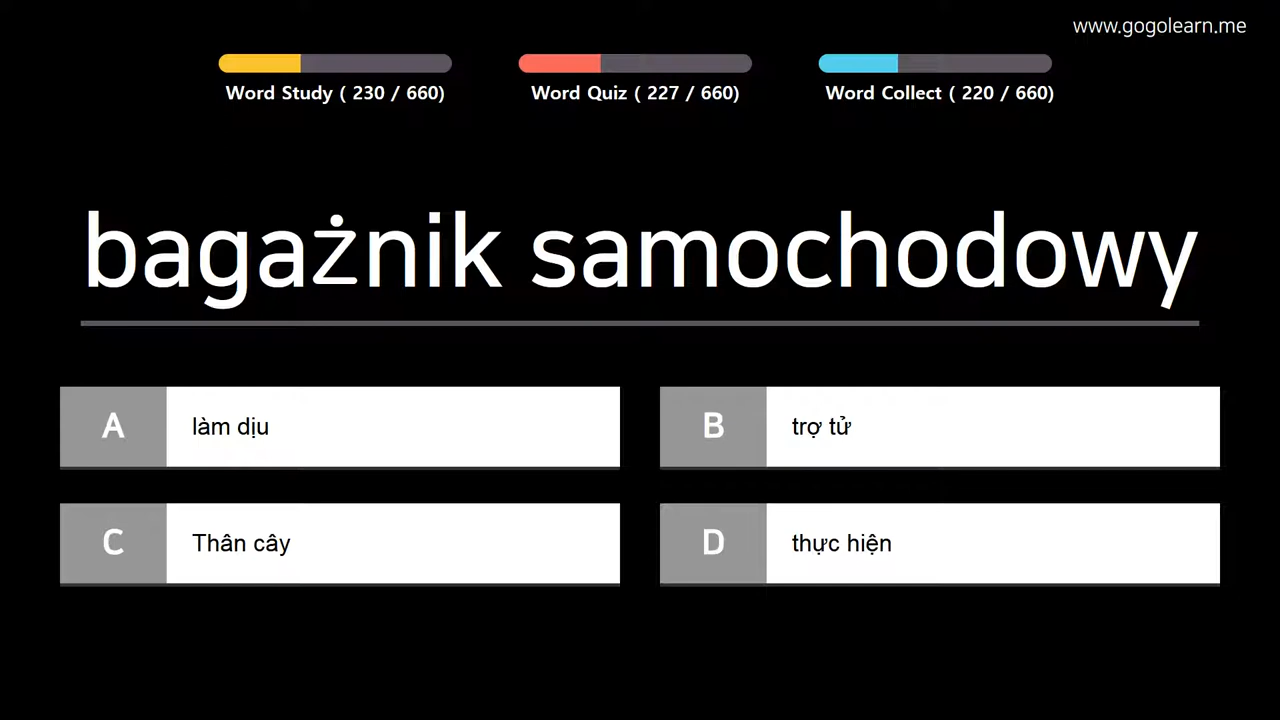 www.gogolearn.me
Word Study ( 230 / 660)
Word Quiz ( 227 / 660)
Word Collect ( 220 / 660)
bagażnik samochodowy
A làm dịu
B trợ tử
C Thân cây
D thực hiện